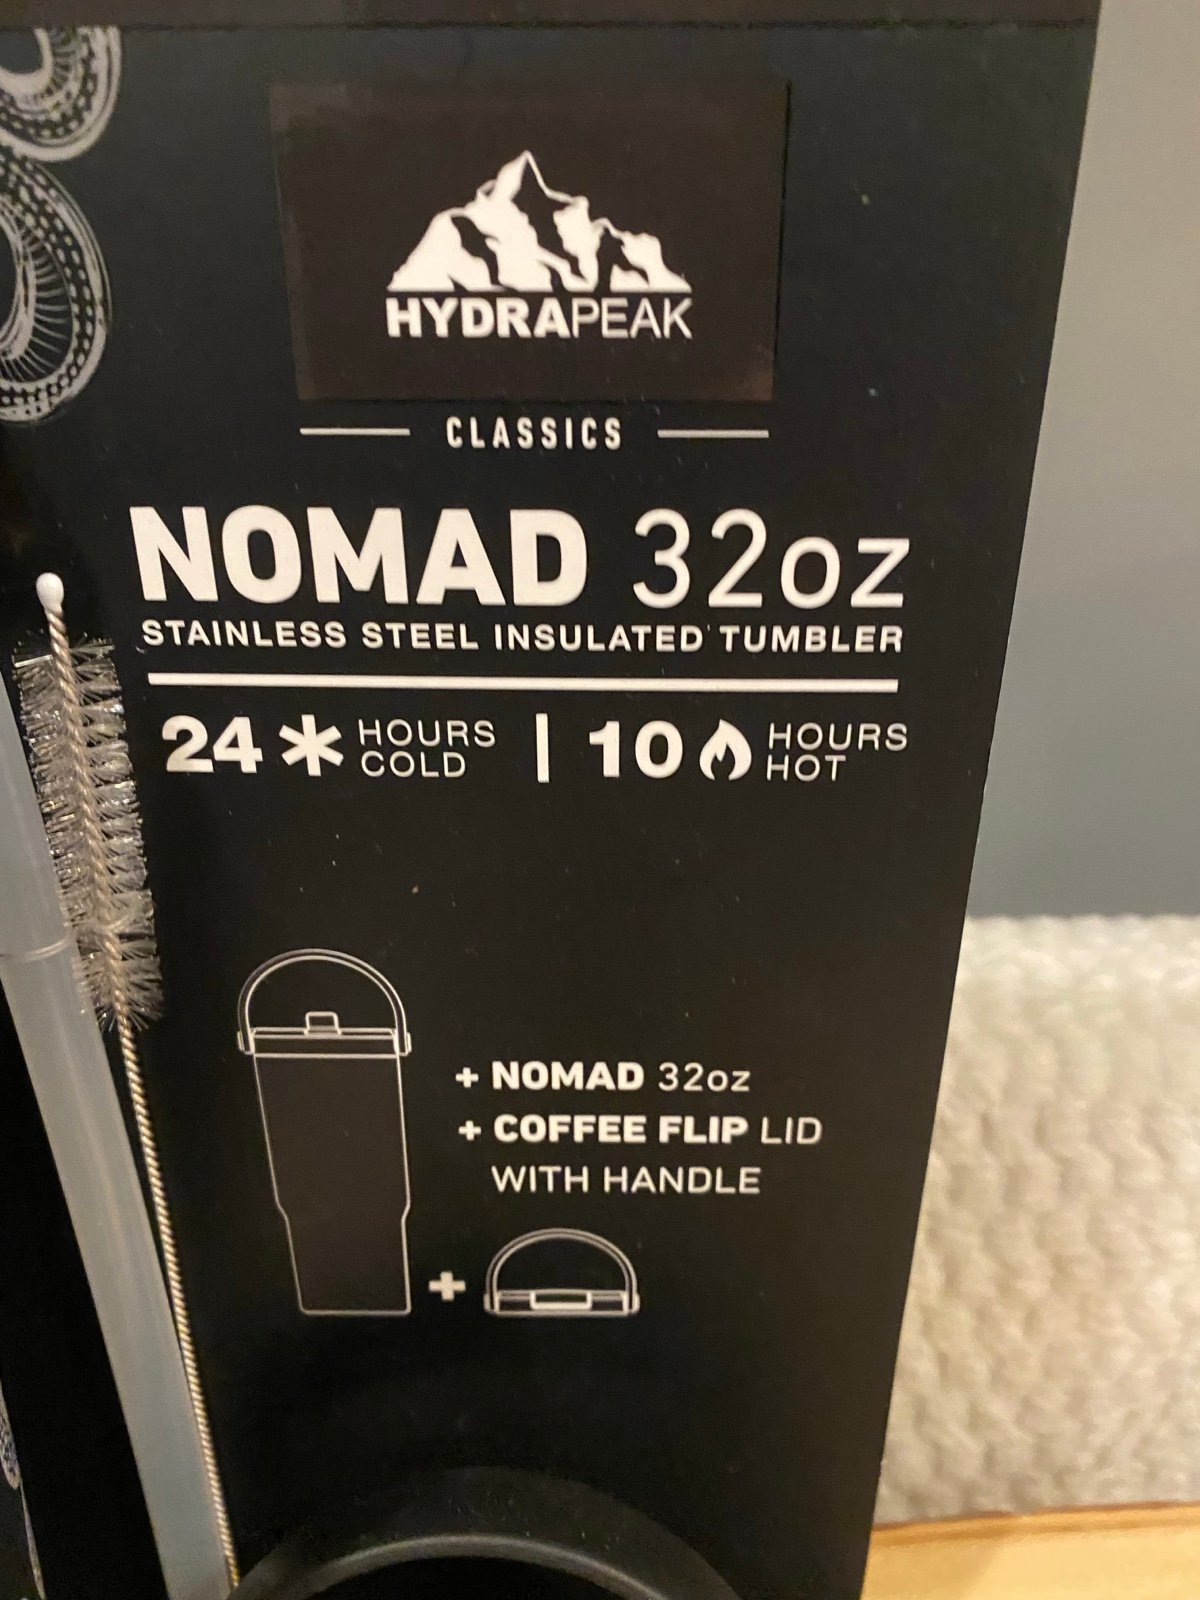 HYDRAPEAK
CLASSICS
NOMAD 32oz
STAINLESS STEEL INSULATED TUMBLER
24 HOURS COLD | 10 HOURS HOT
+ NOMAD 32oz
+ COFFEE FLIP LID
WITH HANDLE
+